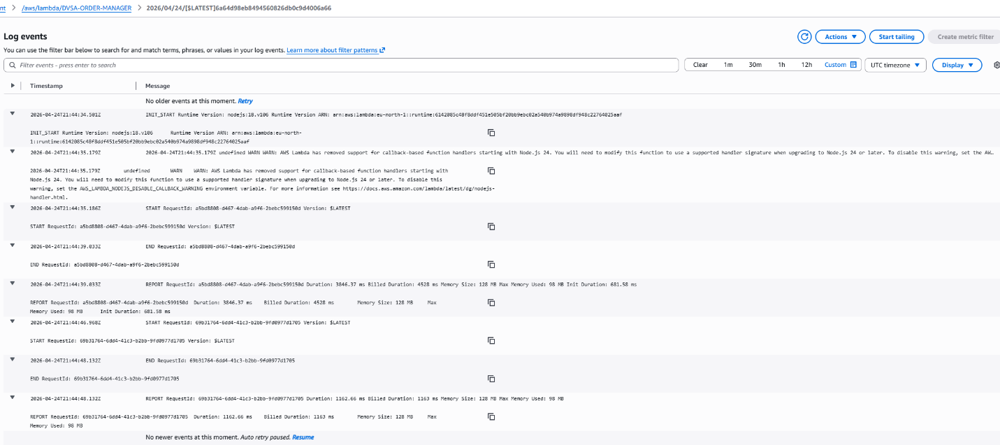 nt > /aws/lambda/DVSA-ORDER-MANAGER > 2026/04/24/[$LATEST]6a64d98eb8494560826db0c9d4006a66
Log events
Actions ▼ Start tailing Create metric filter
You can use the filter bar below to search for and match terms, phrases, or values in your log events. Learn more about filter patterns
Filter events - press enter to search
Clear 1m 30m 1h 12h Custom UTC timezone ▼ Display ▼
Timestamp Message
No older events at this moment. Retry
2026-04-24T21:44:34.501Z INIT_START Runtime Version: nodejs:18.v106 Runtime Version ARN: arn:aws:lambda:eu-north-1::runtime:6142085c48f8ddf451e505bf20bb9ebc02a540b974a9898df948c22764025aaf
INIT_START Runtime Version: nodejs:18.v106 Runtime Version ARN: arn:aws:lambda:eu-north-
1::runtime:6142085c48f8ddf451e505bf20bb9ebc02a540b974a9898df948c22764025aaf
2026-04-24T21:44:35.179Z 2026-04-24T21:44:35.179Z undefined WARN WARN: AWS Lambda has removed support for callback-based function handlers starting with Node.js 24. You will need to modify this function to use a supported handler signature when upgrading to Node.js 24 or later. To disable this warning, set the AW…
2026-04-24T21:44:35.179Z undefined WARN WARN: AWS Lambda has removed support for callback-based function handlers starting with
Node.js 24. You will need to modify this function to use a supported handler signature when upgrading to Node.js 24 or later. To disable this
warning, set the AWS_LAMBDA_NODEJS_DISABLE_CALLBACK_WARNING environment variable. For more information see https://docs.aws.amazon.com/lambda/latest/dg/nodejs-
handler.html.
2026-04-24T21:44:35.186Z START RequestId: a5bd8808-d467-4dab-a9f6-2bebc599150d Version: $LATEST
START RequestId: a5bd8808-d467-4dab-a9f6-2bebc599150d Version: $LATEST
2026-04-24T21:44:39.033Z END RequestId: a5bd8808-d467-4dab-a9f6-2bebc599150d
END RequestId: a5bd8808-d467-4dab-a9f6-2bebc599150d
2026-04-24T21:44:39.033Z REPORT RequestId: a5bd8808-d467-4dab-a9f6-2bebc599150d Duration: 3846.37 ms Billed Duration: 4528 ms Memory Size: 128 MB Max Memory Used: 98 MB Init Duration: 681.58 ms
REPORT RequestId: a5bd8808-d467-4dab-a9f6-2bebc599150d Duration: 3846.37 ms Billed Duration: 4528 ms Memory Size: 128 MB Max
Memory Used: 98 MB Init Duration: 681.58 ms
2026-04-24T21:44:46.968Z START RequestId: 69b31764-6dd4-41c3-b2bb-9fd0977d1705 Version: $LATEST
START RequestId: 69b31764-6dd4-41c3-b2bb-9fd0977d1705 Version: $LATEST
2026-04-24T21:44:48.132Z END RequestId: 69b31764-6dd4-41c3-b2bb-9fd0977d1705
END RequestId: 69b31764-6dd4-41c3-b2bb-9fd0977d1705
2026-04-24T21:44:48.132Z REPORT RequestId: 69b31764-6dd4-41c3-b2bb-9fd0977d1705 Duration: 1162.66 ms Billed Duration: 1163 ms Memory Size: 128 MB Max Memory Used: 98 MB
REPORT RequestId: 69b31764-6dd4-41c3-b2bb-9fd0977d1705 Duration: 1162.66 ms Billed Duration: 1163 ms Memory Size: 128 MB Max
Memory Used: 98 MB
No newer events at this moment. Auto retry paused. Resume